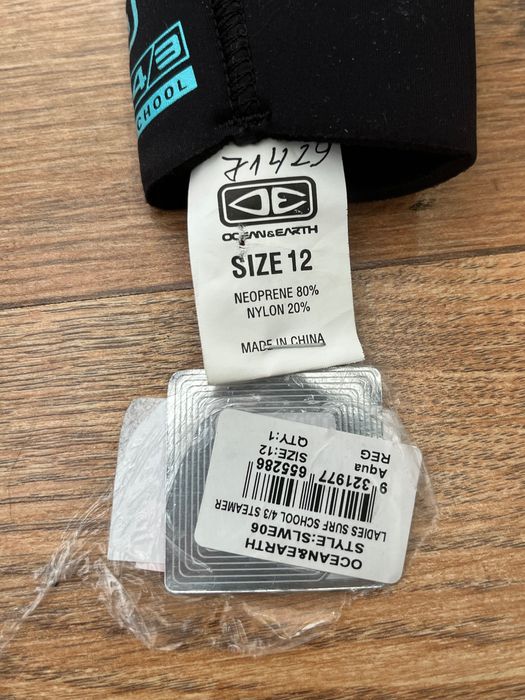 4/3
SCHOOL
71429
OCEAN&EARTH
SIZE 12
NEOPRENE 80%
NYLON 20%
MADE IN CHINA
OCEAN&EARTH
STYLE:SLWE06
LADIES SURF SCHOOL 4/3 STEAMER
9 321977 655286
Aqua SIZE:12
REG QTY:1